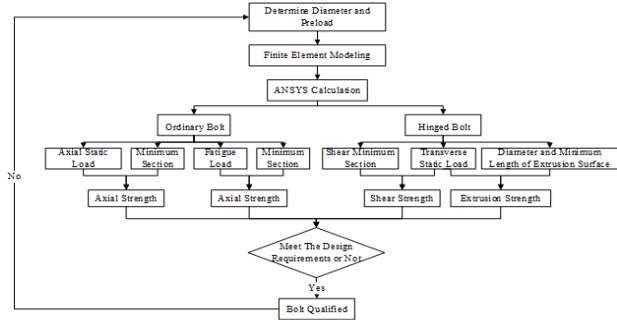 Determine Diameter and
Preload
Finite Element Modeling
ANSYS Calculation
Ordinary Bolt
Hinged Bolt
Axial Static
Load
Minimum
Section
Fatigue
Load
Minimum
Section
Shear Minimum
Section
Transverse
Static Load
Diameter and Minimum
Length of Extrusion Surface
No
Axial Strength
Axial Strength
Shear Strength
Extrusion Strength
Meet The Design
Requirements or Not
Yes
Bolt Qualified